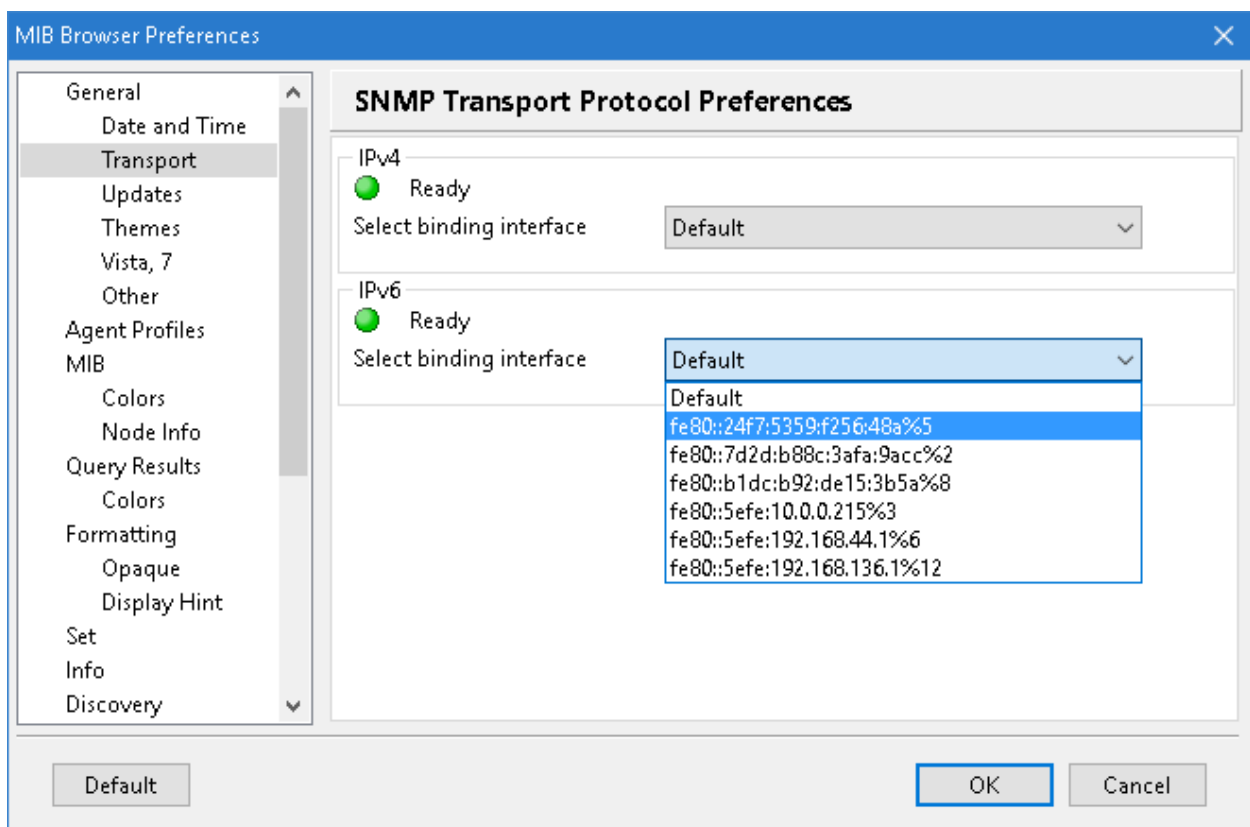 MIB Browser Preferences
General
Date and Time
Transport
Updates
Themes
Vista, 7
Other
Agent Profiles
MIB
Colors
Node Info
Query Results
Colors
Formatting
Opaque
Display Hint
Set
Info
Discovery
SNMP Transport Protocol Preferences
IPv4
Ready
Select binding interface Default
IPv6
Ready
Select binding interface Default
Default
fe80::24f7:5359:f256:48a%5
fe80::7d2d:b88c:3afa:9acc%2
fe80::b1dc:b92:de15:3b5a%8
fe80::5efe:10.0.0.215%3
fe80::5efe:192.168.44.1%6
fe80::5efe:192.168.136.1%12
Default OK Cancel